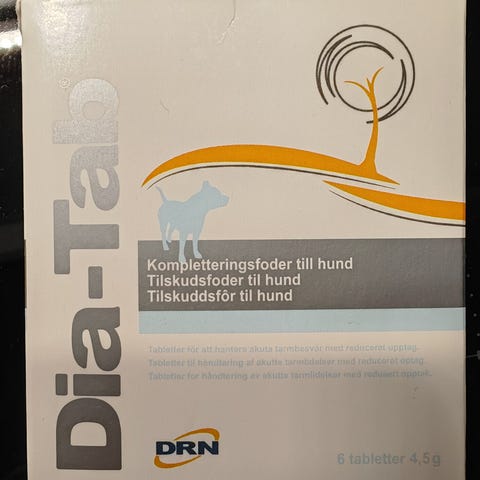 Dia-Tab®
Kompletteringsfoder till hund
Tilskudsfoder til hund
Tilskuddsfôr til hund
Tabletter för att hantera akuta tarmbesvär med reducerat upptag.
Tabletter til håndtering af akutte tarmlidelser med reduceret optag.
Tabletter for håndtering av akutte tarmlidelser med redusert opptak.
DRN
6 tabletter 4,5g